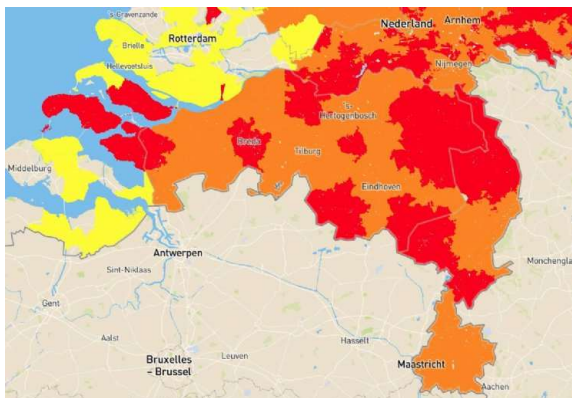 's-Gravenzande
Nederland
Arnhem
Rotterdam
Brielle
Hellevoetsluis
Nijmegen
's-
Hertogenbosch
Breda
Tilburg
Middelburg
Eindhoven
Antwerpen
Sint-Niklaas
Monchengla
Gent
Aalst
Leuven
Hasselt
Bruxelles
- Brussel
Maastricht
Aachen